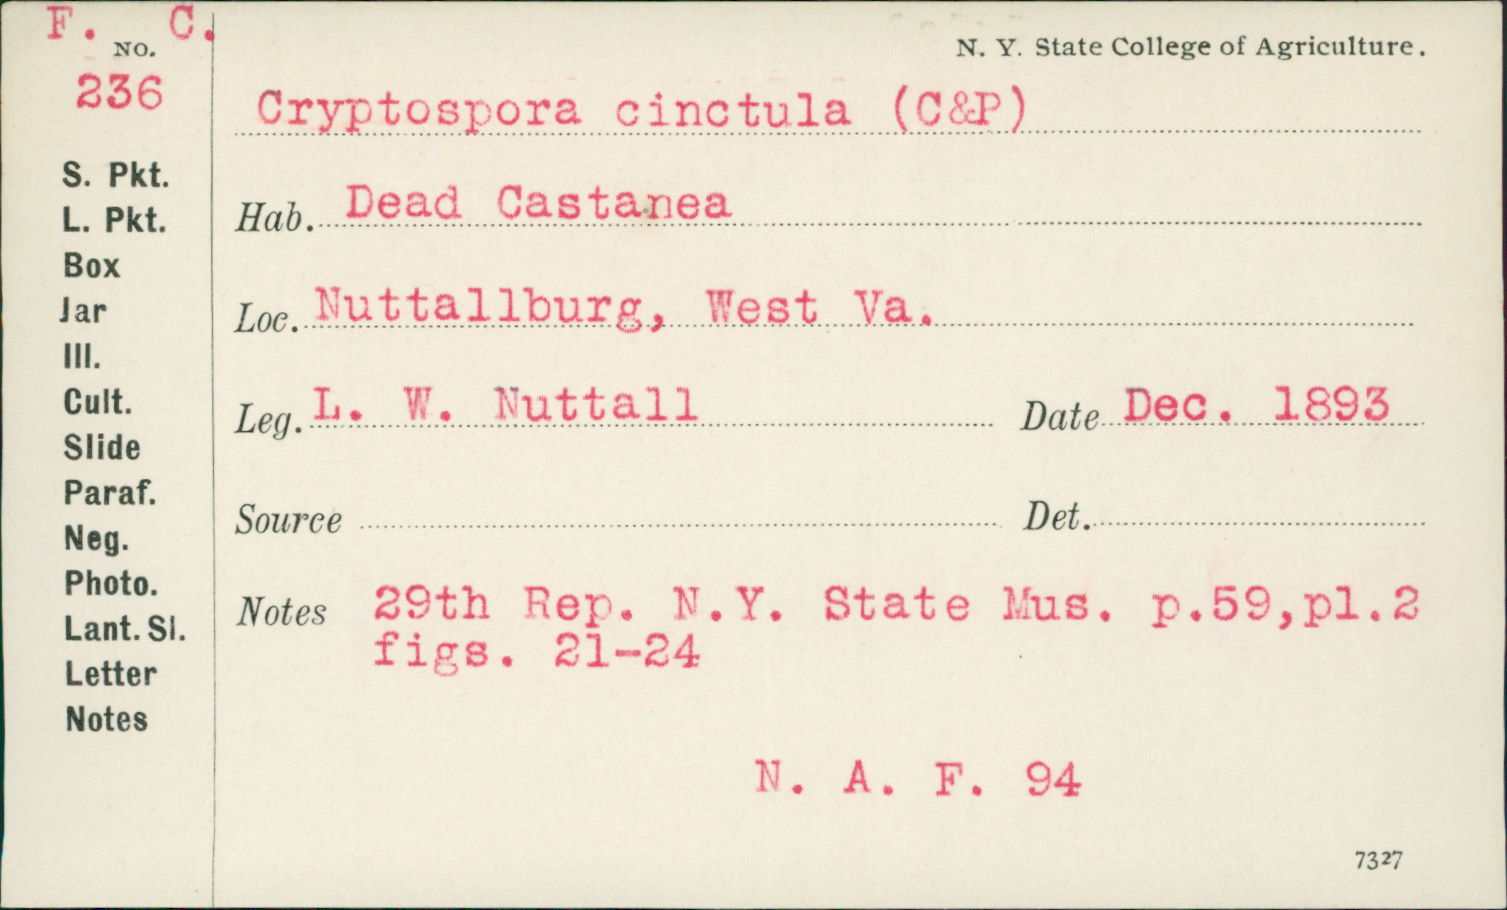 F. C.
NO.
236
N. Y. State College of Agriculture.
Cryptospora cinctula (C&P)
S. Pkt.
L. Pkt.
Box
Jar
Ill.
Cult.
Slide
Paraf.
Neg.
Photo.
Lant. Sl.
Letter
Notes
Hab. Dead Castanea
Loc. Nuttallburg, West Va.
Leg. L. W. Nuttall Date Dec. 1893
Source Det.
Notes 29th Rep. N.Y. State Mus. p.59,pl.2
figs. 21-24
N. A. F. 94
7327